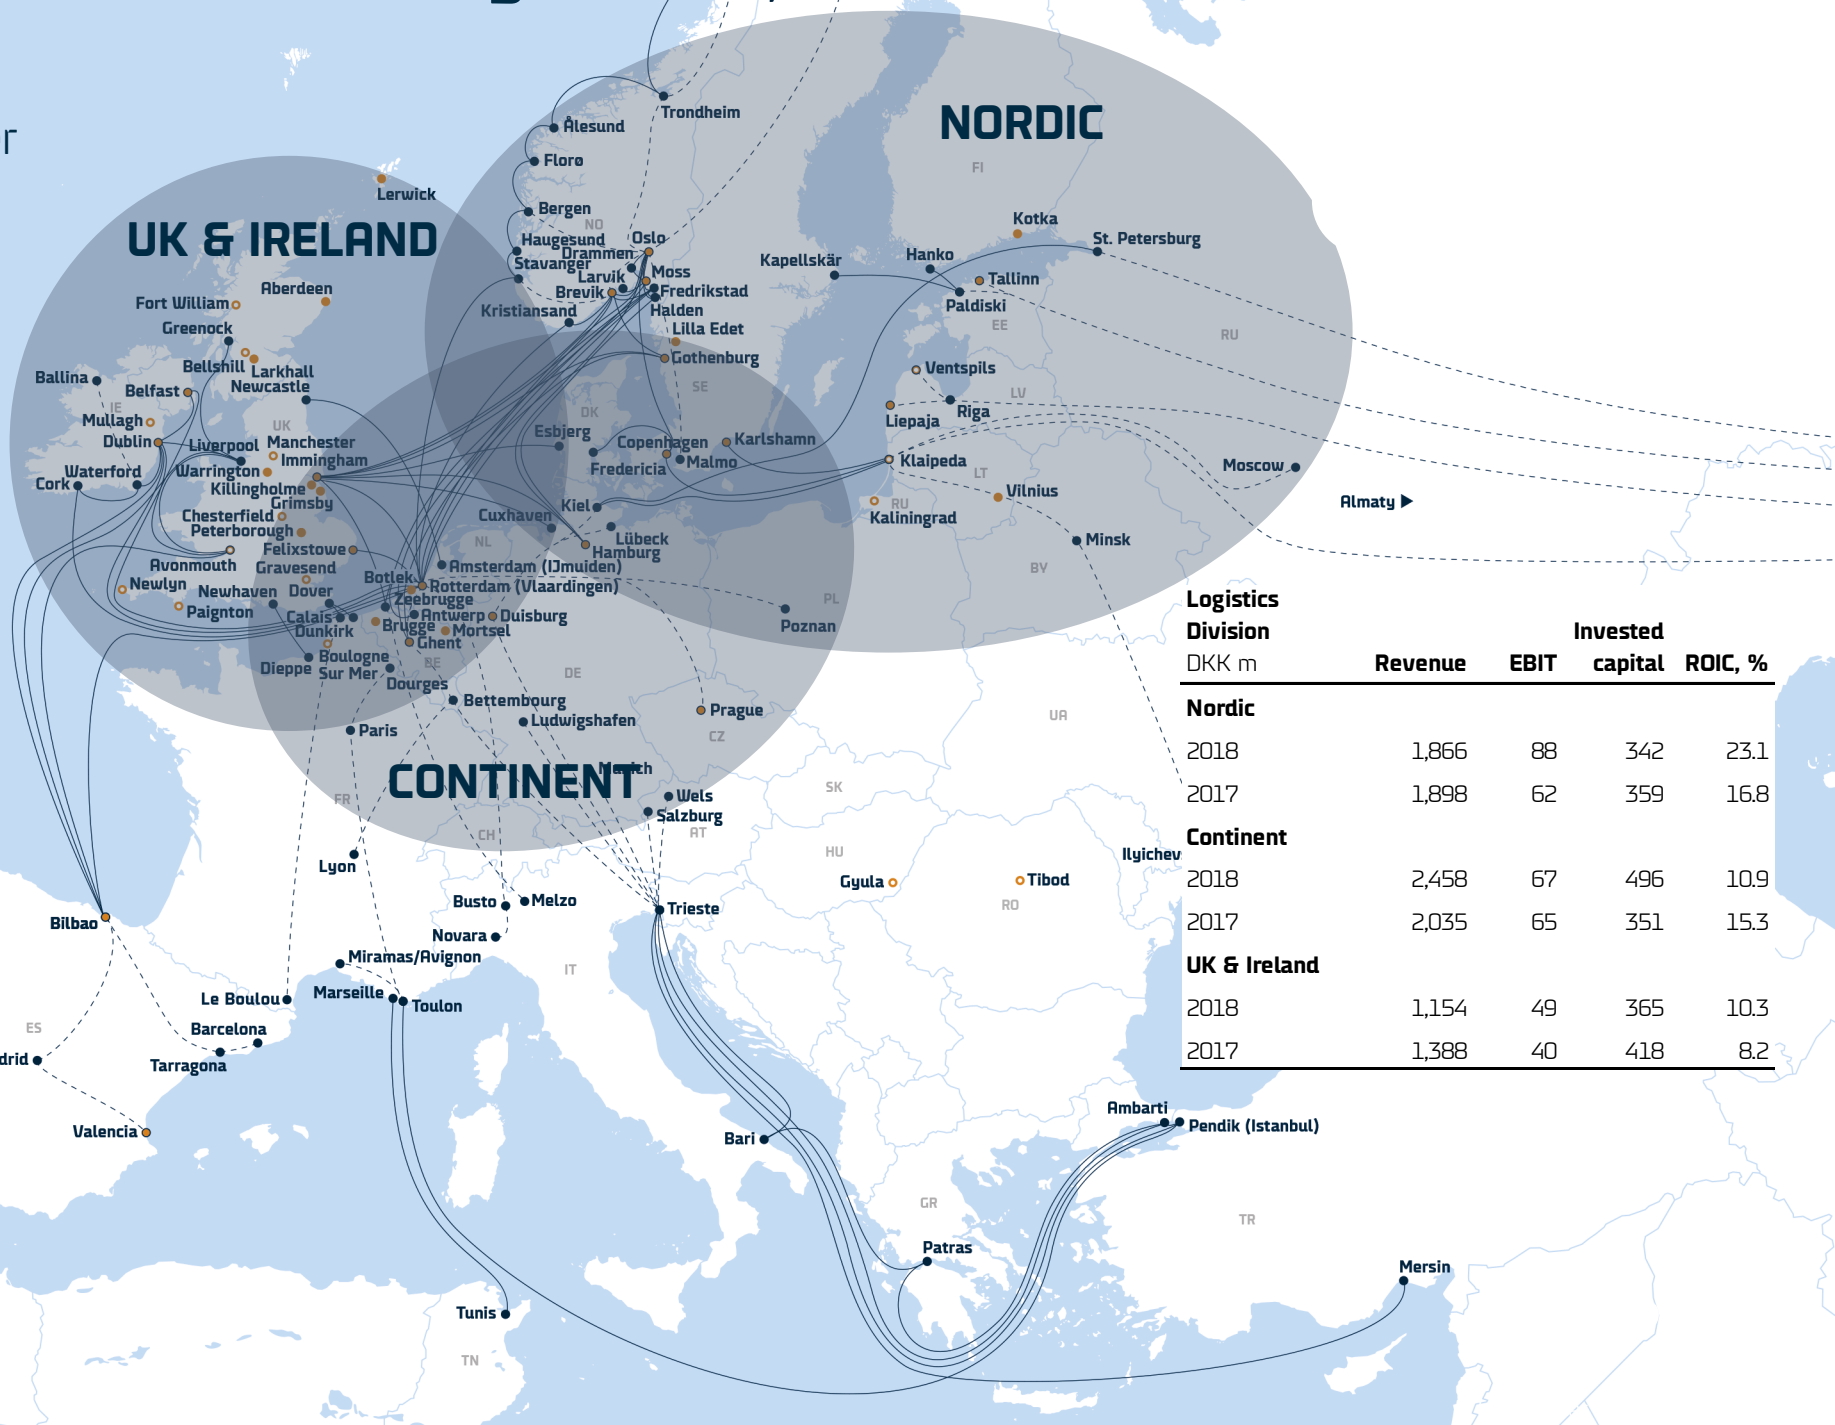 r
Trondheim
Ålesund
NORDIC
Florø
FI
Lerwick
Bergen
NO
Kotka
UK & IRELAND
Haugesund
Oslo
St. Petersburg
Drammen
Kapellskär
Hanko
Stavanger
Larvik
Moss
Tallinn
Aberdeen
Brevik
Fredrikstad
Fort William
Paldiski
Kristiansand
Halden
EE
Greenock
Lilla Edet
RU
Bellshill
Larkhall
Gothenburg
Ventspils
Ballina
Newcastle
SE
LV
Belfast
IE
DK
Riga
Mullagh
UK
Liepaja
Dublin
Liverpool
Manchester
Esbjerg
Copenhagen
Karlshamn
Immingham
Fredericia
Malmo
Klaipeda
Moscow
Waterford
Warrington
LT
Cork
Killingholme
Vilnius
Almaty
Grimsby
Kiel
RU
Chesterfield
Cuxhaven
Kaliningrad
Peterborough
NL
Lübeck
Minsk
Felixstowe
Hamburg
Avonmouth
Gravesend
Amsterdam (IJmuiden)
BY
Newlyn
Botlek
Rotterdam (Vlaardingen)
Newhaven
Dover
Zeebrugge
PL
Paignton
Calais
Antwerp
Duisburg
Poznan
Dunkirk
Brugge
Mortsel
Ghent
Dieppe
Boulogne
Sur Mer
BE
DE
Dourges
Bettembourg
Prague
UA
Paris
Ludwigshafen
CZ
CONTINENT
Munich
SK
FR
Wels
Salzburg
CH
AT
HU
Ilyichev
Lyon
Gyula
Tibod
Busto
Melzo
Trieste
RO
Bilbao
Novara
Miramas/Avignon
IT
Le Boulou
Marseille
Toulon
ES
Barcelona
drid
Tarragona
Ambarti
Valencia
Bari
Pendik (Istanbul)
GR
TR
Patras
Mersin
Tunis
TN
Logistics
Division Invested
DKK m Revenue EBIT capital ROIC, %
Nordic
2018 1,866 88 342 23.1
2017 1,898 62 359 16.8
Continent
2018 2,458 67 496 10.9
2017 2,035 65 351 15.3
UK & Ireland
2018 1,154 49 365 10.3
2017 1,388 40 418 8.2